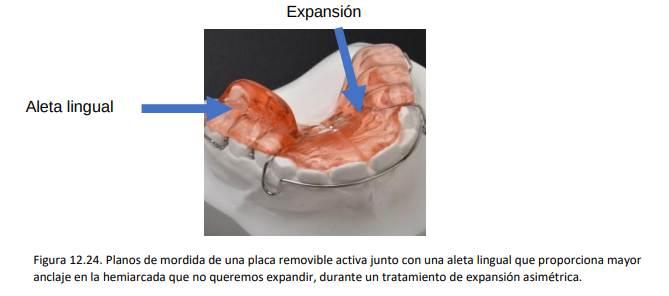 Expansión
Aleta lingual
Figura 12.24. Planos de mordida de una placa removible activa junto con una aleta lingual que proporciona mayor
anclaje en la hemiarcada que no queremos expandir, durante un tratamiento de expansión asimétrica.